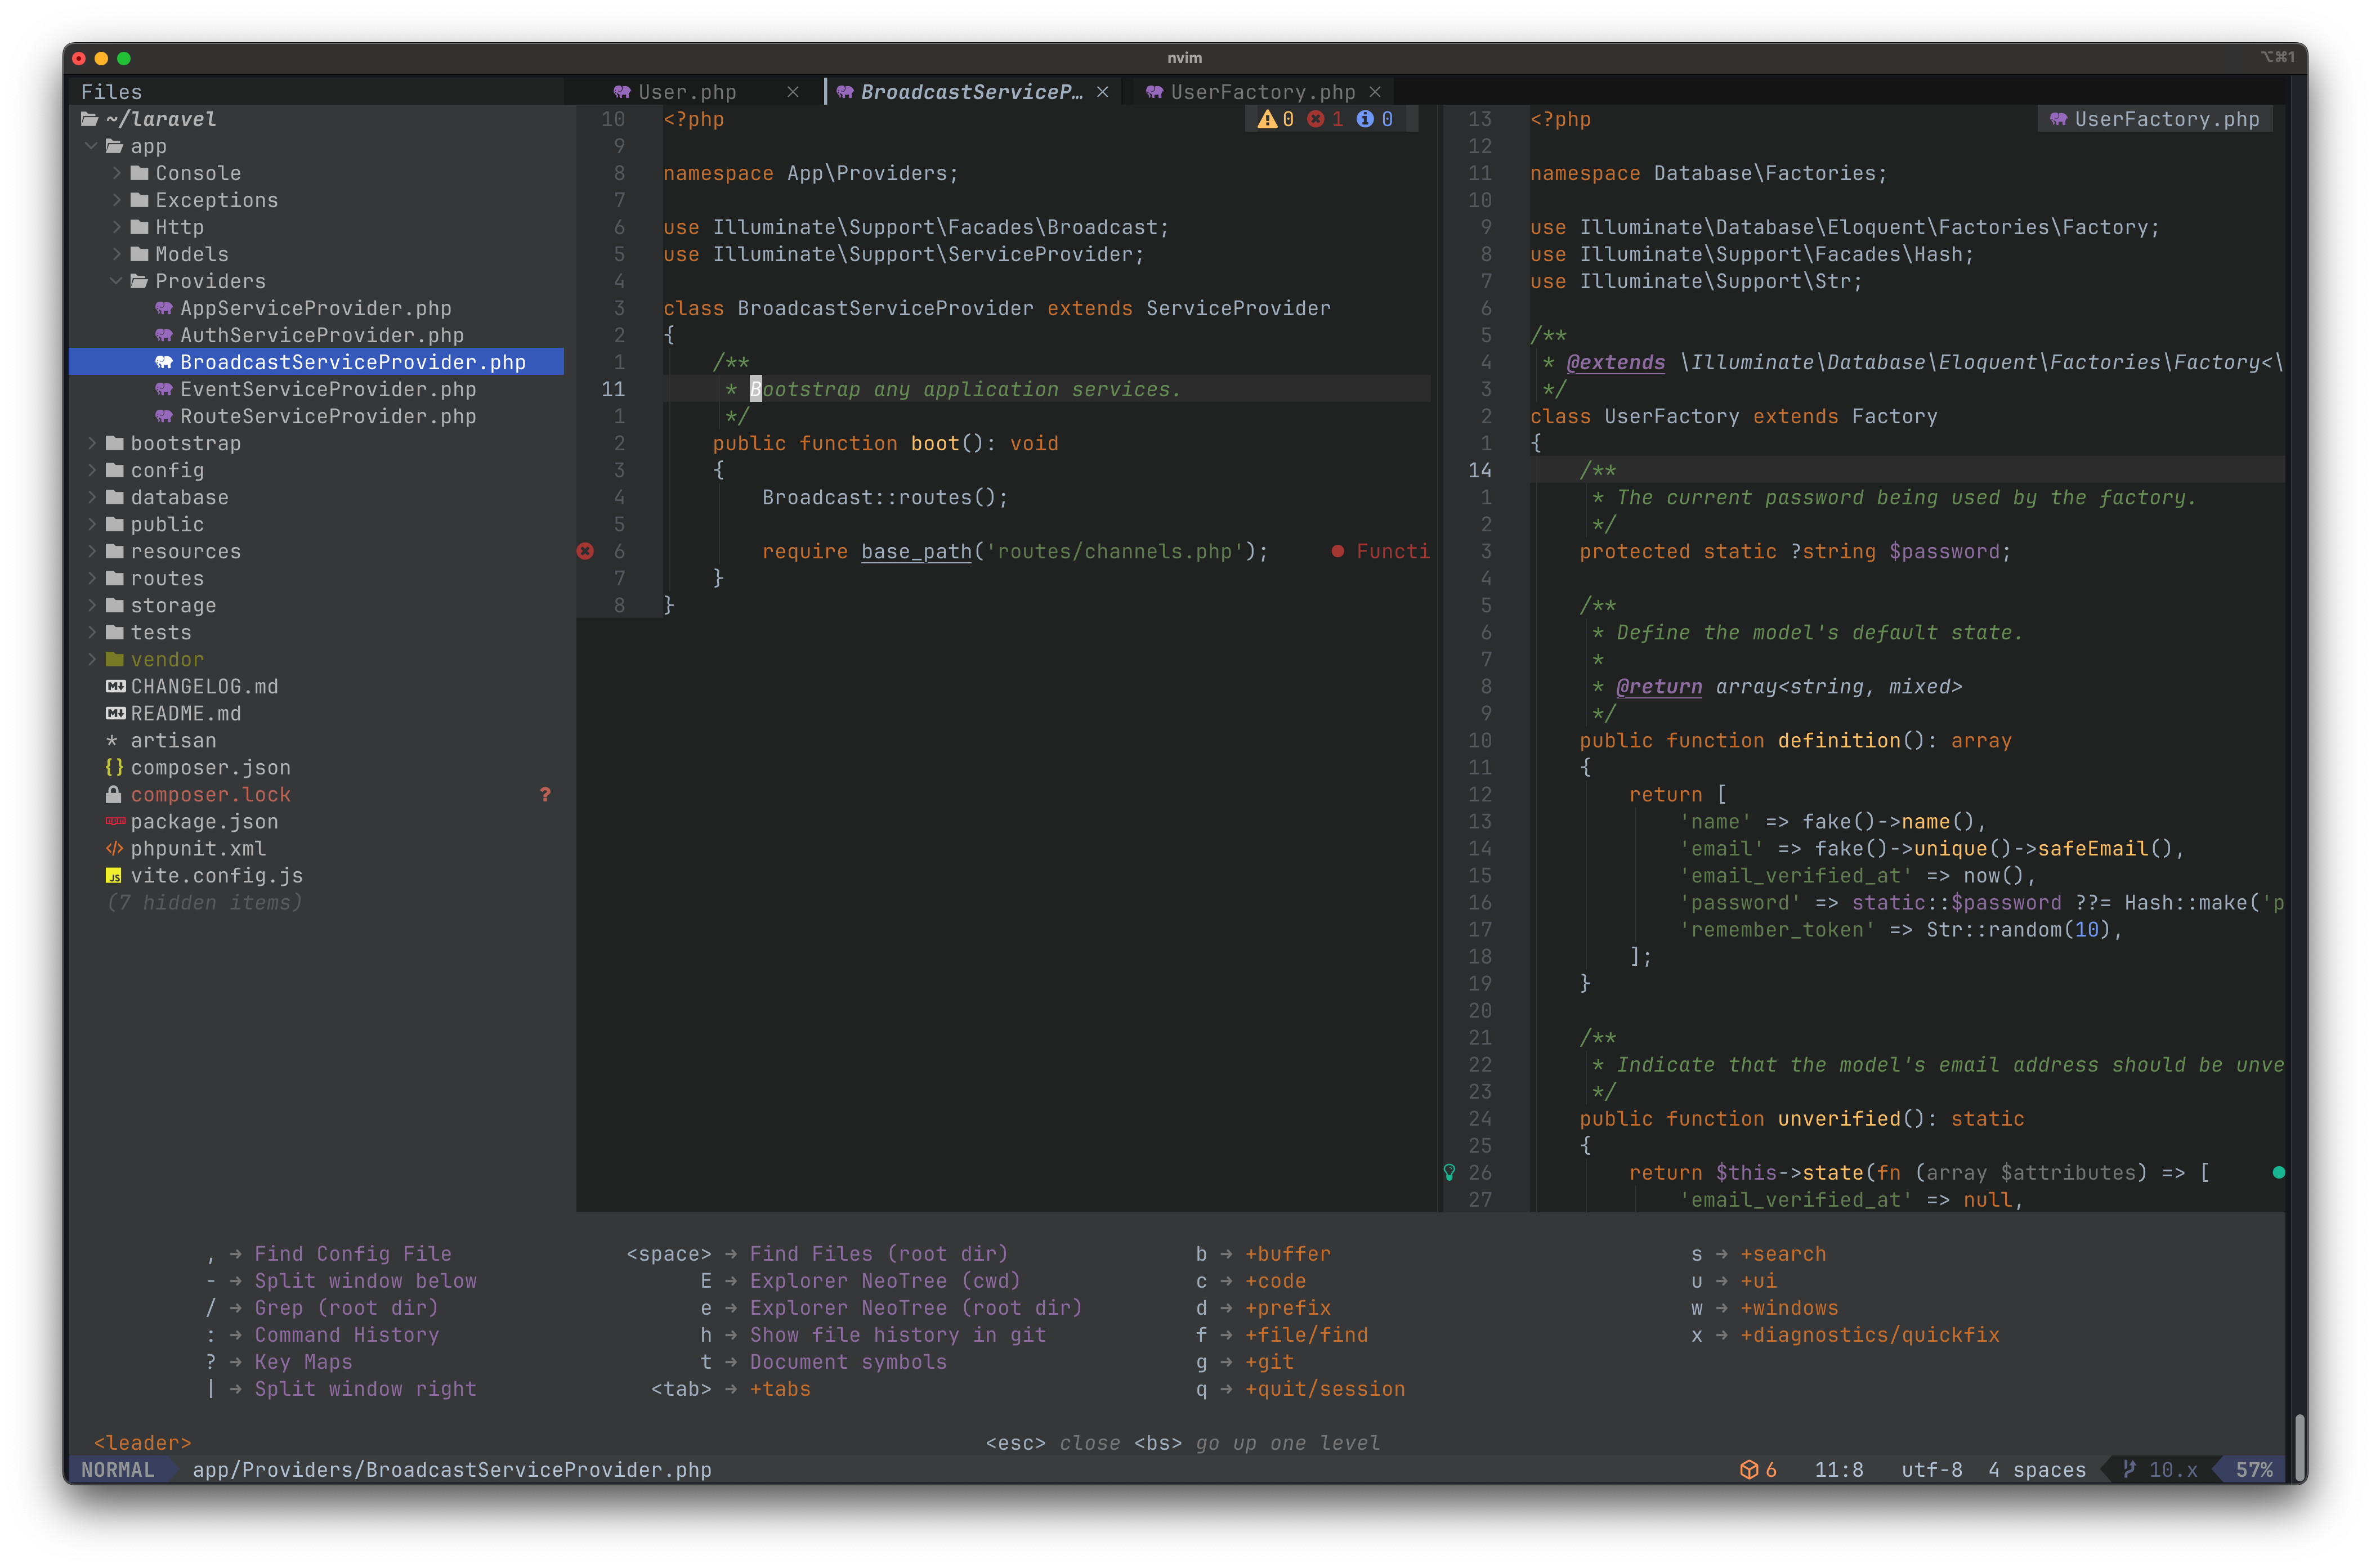 nvim
⌥⌘1
Files
User.php ×
BroadcastServiceP… ×
UserFactory.php ×
~/laravel
app
Console
Exceptions
Http
Models
Providers
AppServiceProvider.php
AuthServiceProvider.php
BroadcastServiceProvider.php
EventServiceProvider.php
RouteServiceProvider.php
bootstrap
config
database
public
resources
routes
storage
tests
vendor
CHANGELOG.md
README.md
* artisan
{} composer.json
composer.lock ?
package.json
</> phpunit.xml
JS vite.config.js
(7 hidden items)
0 1 0
10 <?php
9
8 namespace App\Providers;
7
6 use Illuminate\Support\Facades\Broadcast;
5 use Illuminate\Support\ServiceProvider;
4
3 class BroadcastServiceProvider extends ServiceProvider
2 {
1 /**
11 * Bootstrap any application services.
1 */
2 public function boot(): void
3 {
4 Broadcast::routes();
5
6 require base_path('routes/channels.php'); ● Functi
7 }
8 }
UserFactory.php
13 <?php
12
11 namespace Database\Factories;
10
9 use Illuminate\Database\Eloquent\Factories\Factory;
8 use Illuminate\Support\Facades\Hash;
7 use Illuminate\Support\Str;
6
5 /**
4 * @extends \Illuminate\Database\Eloquent\Factories\Factory<\
3 */
2 class UserFactory extends Factory
1 {
14 /**
1 * The current password being used by the factory.
2 */
3 protected static ?string $password;
4
5 /**
6 * Define the model's default state.
7 *
8 * @return array<string, mixed>
9 */
10 public function definition(): array
11 {
12 return [
13 'name' => fake()->name(),
14 'email' => fake()->unique()->safeEmail(),
15 'email_verified_at' => now(),
16 'password' => static::$password ??= Hash::make('p
17 'remember_token' => Str::random(10),
18 ];
19 }
20
21 /**
22 * Indicate that the model's email address should be unve
23 */
24 public function unverified(): static
25 {
26 return $this->state(fn (array $attributes) => [
27 'email_verified_at' => null,
, → Find Config File
- → Split window below
/ → Grep (root dir)
: → Command History
? → Key Maps
| → Split window right
<space> → Find Files (root dir)
E → Explorer NeoTree (cwd)
e → Explorer NeoTree (root dir)
h → Show file history in git
t → Document symbols
<tab> → +tabs
b → +buffer
c → +code
d → +prefix
f → +file/find
g → +git
q → +quit/session
s → +search
u → +ui
w → +windows
x → +diagnostics/quickfix
<leader>
<esc> close <bs> go up one level
NORMAL app/Providers/BroadcastServiceProvider.php 6 11:8 utf-8 4 spaces 10.x 57%